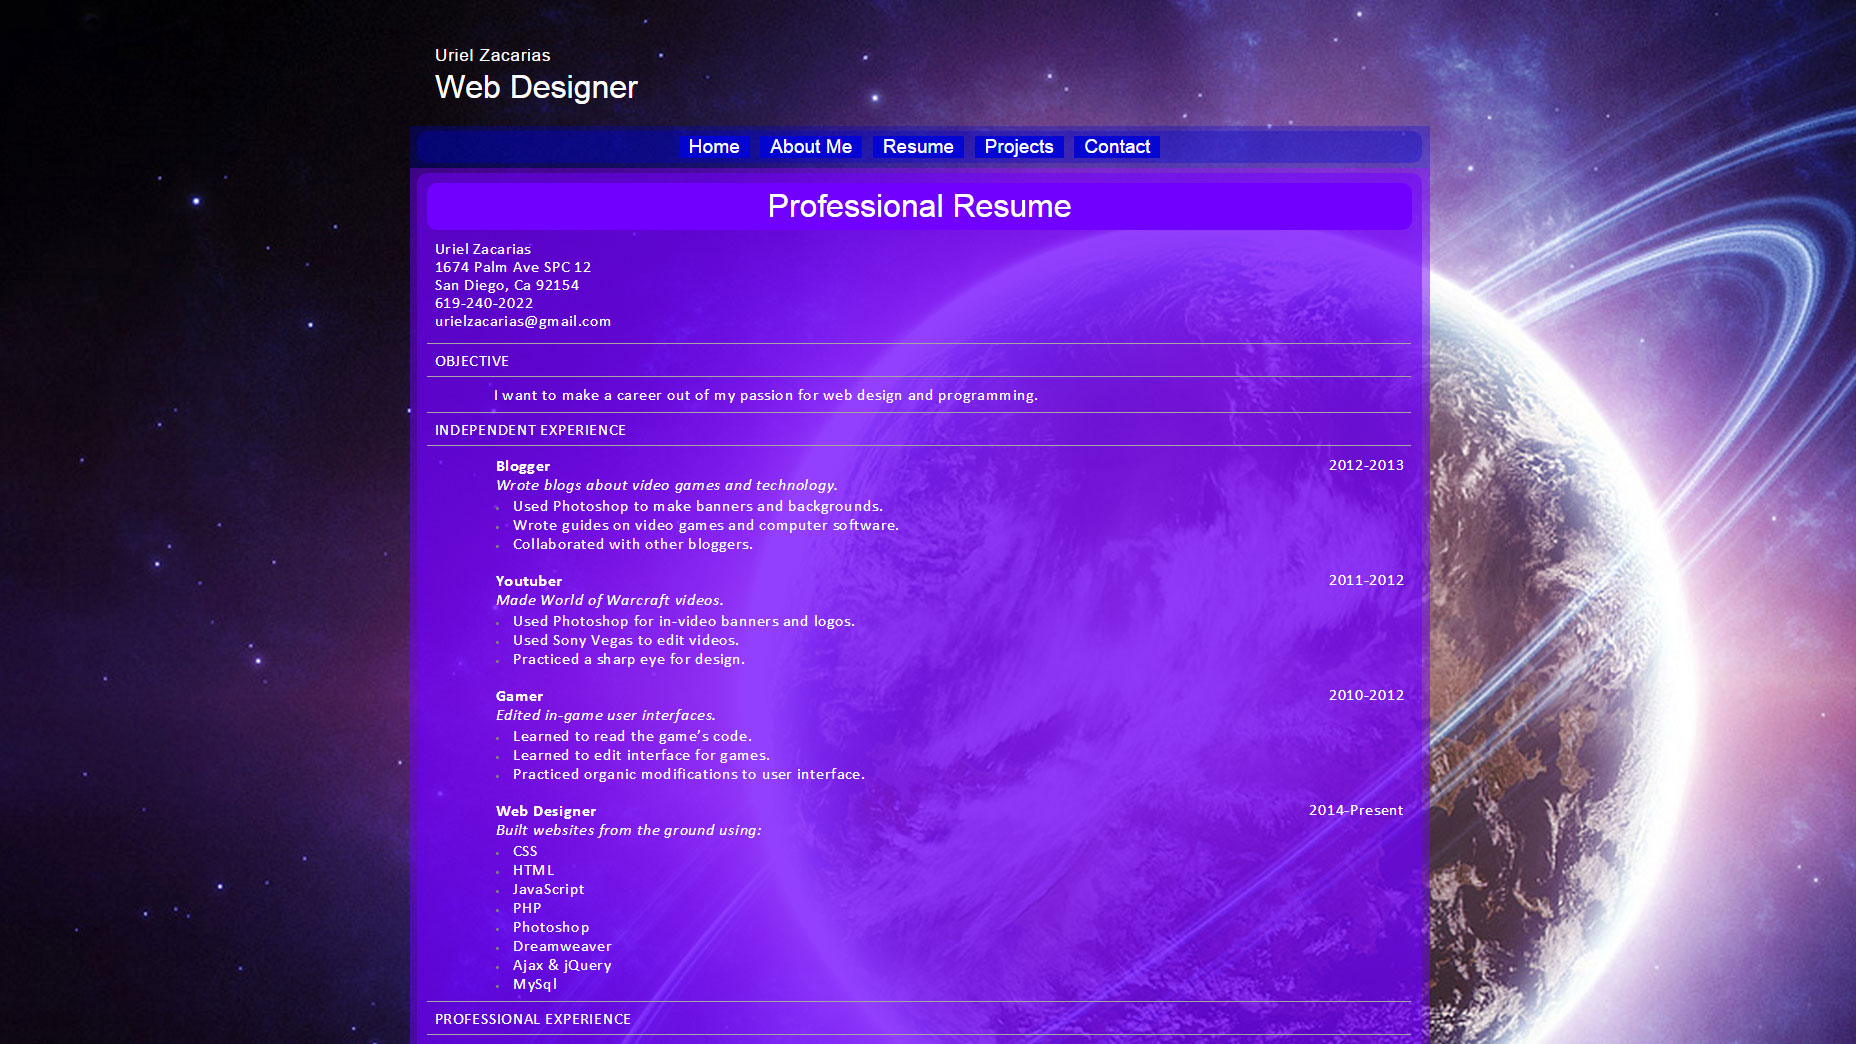 Uriel Zacarias
Web Designer
Home About Me Resume Projects Contact
Professional Resume
Uriel Zacarias
1674 Palm Ave SPC 12
San Diego, Ca 92154
619-240-2022
urielzacarias@gmail.com
OBJECTIVE
I want to make a career out of my passion for web design and programming.
INDEPENDENT EXPERIENCE
Blogger 2012-2013
Wrote blogs about video games and technology.
Used Photoshop to make banners and backgrounds.
Wrote guides on video games and computer software.
Collaborated with other bloggers.
Youtuber 2011-2012
Made World of Warcraft videos.
Used Photoshop for in-video banners and logos.
Used Sony Vegas to edit videos.
Practiced a sharp eye for design.
Gamer 2010-2012
Edited in-game user interfaces.
Learned to read the game’s code.
Learned to edit interface for games.
Practiced organic modifications to user interface.
Web Designer 2014-Present
Built websites from the ground using:
CSS
HTML
JavaScript
PHP
Photoshop
Dreamweaver
Ajax & jQuery
MySql
PROFESSIONAL EXPERIENCE